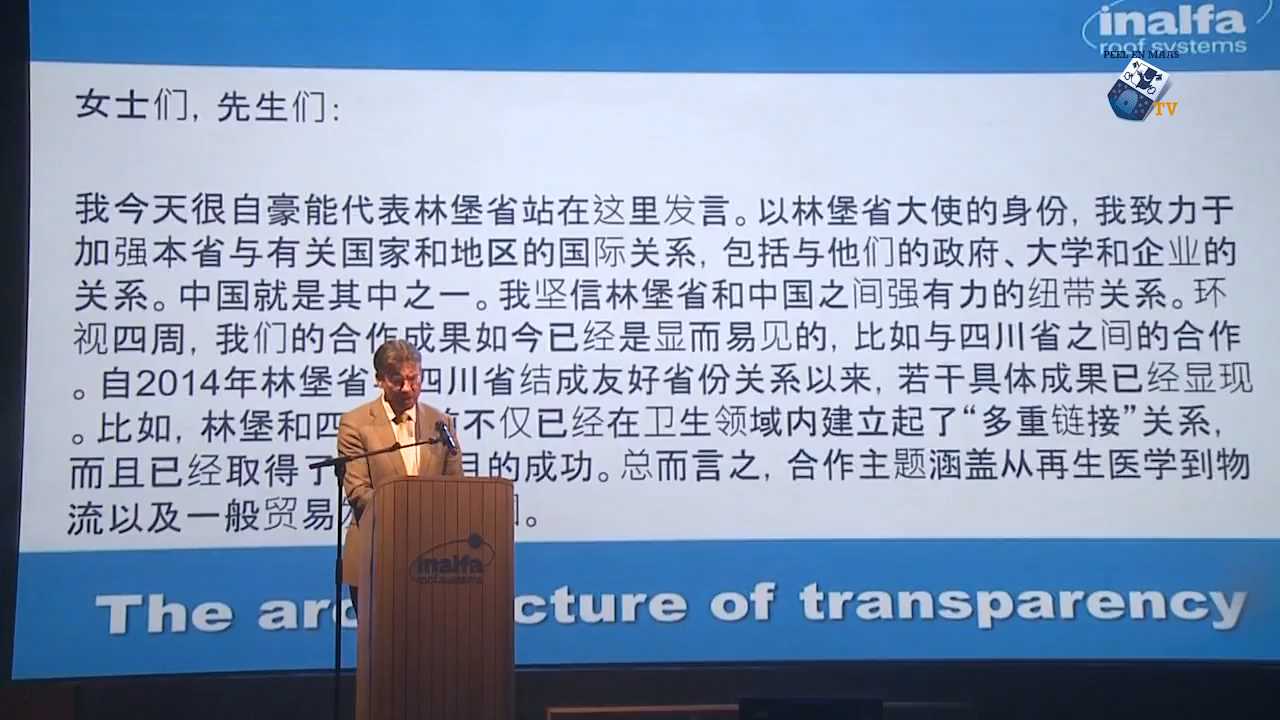 inalfa
roof systems
PEEL EN MAAS
TV
女士们，先生们：
我今天很自豪能代表林堡省站在这里发言。以林堡省大使的身份，我致力于
加强本省与有关国家和地区的国际关系，包括与他们的政府、大学和企业的
关系。中国就是其中之一。我坚信林堡省和中国之间强有力的纽带关系。环
视四周，我们的合作成果如今已经是显而易见的，比如与四川省之间的合作
。自2014年林堡省 四川省结成友好省份关系以来，若干具体成果已经显现
。比如，林堡和四 不仅已经在卫生领域内建立起了“多重链接”关系，
而且已经取得了 目的成功。总而言之，合作主题涵盖从再生医学到物
流以及一般贸易 。
inalfa
roof systems
The cture of transparency